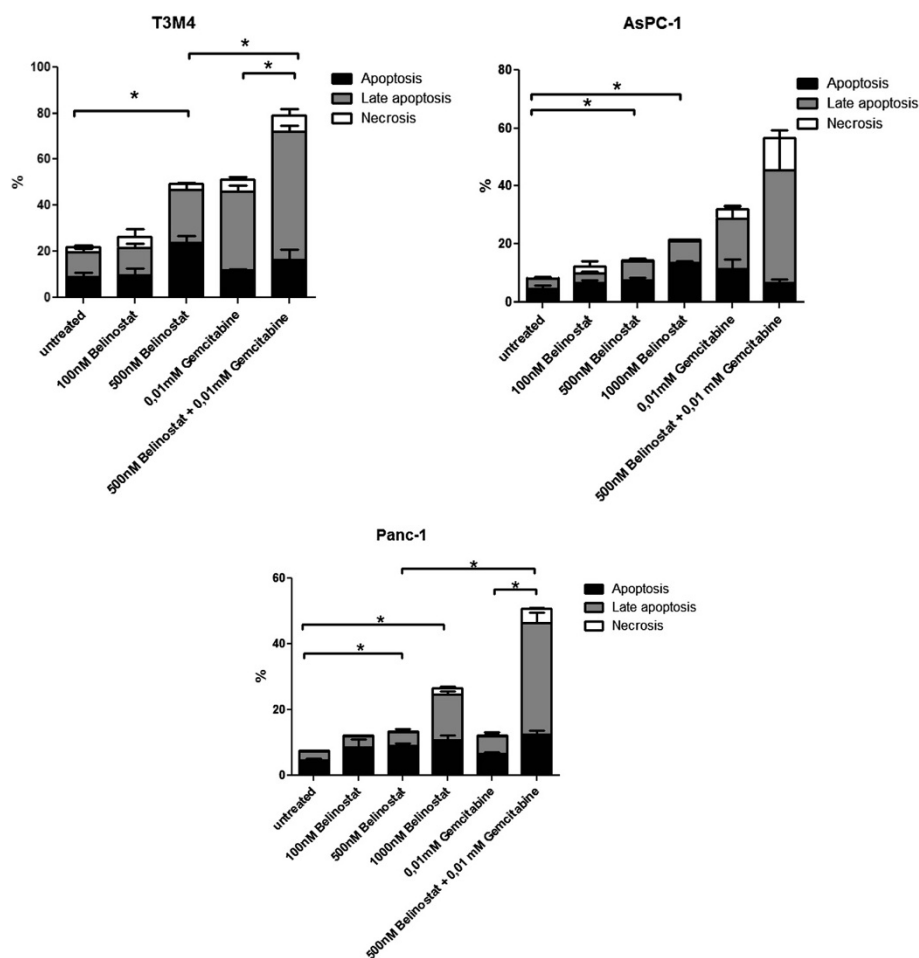 T3M4
*
*
*
100
80
60
40
20
0
%
Apoptosis
Late apoptosis
Necrosis
untreated
100nM Belinostat
500nM Belinostat
0,01mM Gemcitabine
500nM Belinostat + 0,01mM Gemcitabine
AsPC-1
*
*
80
60
40
20
0
%
Apoptosis
Late apoptosis
Necrosis
untreated
100nM Belinostat
500nM Belinostat
1000nM Belinostat
0,01mM Gemcitabine
500nM Belinostat + 0,01 mM Gemcitabine
Panc-1
*
*
*
*
60
40
20
0
%
Apoptosis
Late apoptosis
Necrosis
untreated
100nM Belinostat
500nM Belinostat
1000nM Belinostat
0,01mM Gemcitabine
500nM Belinostat + 0,01 mM Gemcitabine